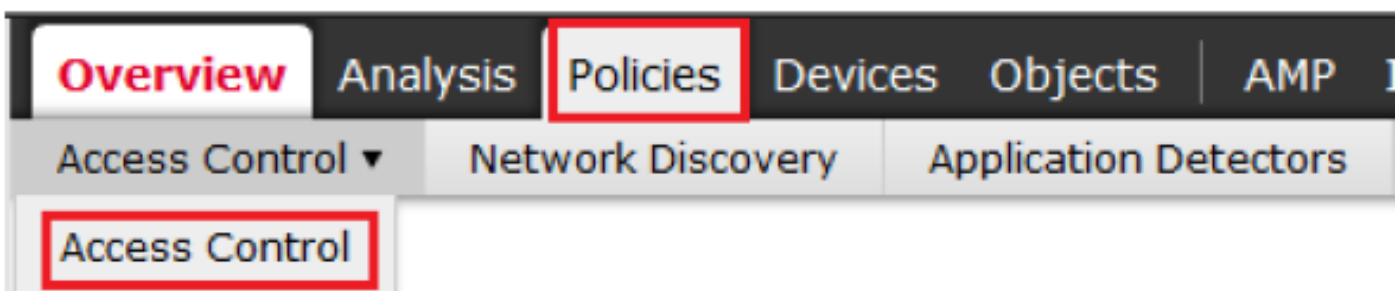 Overview Analysis Policies Devices Objects AMP
Access Control ▼ Network Discovery Application Detectors
Access Control